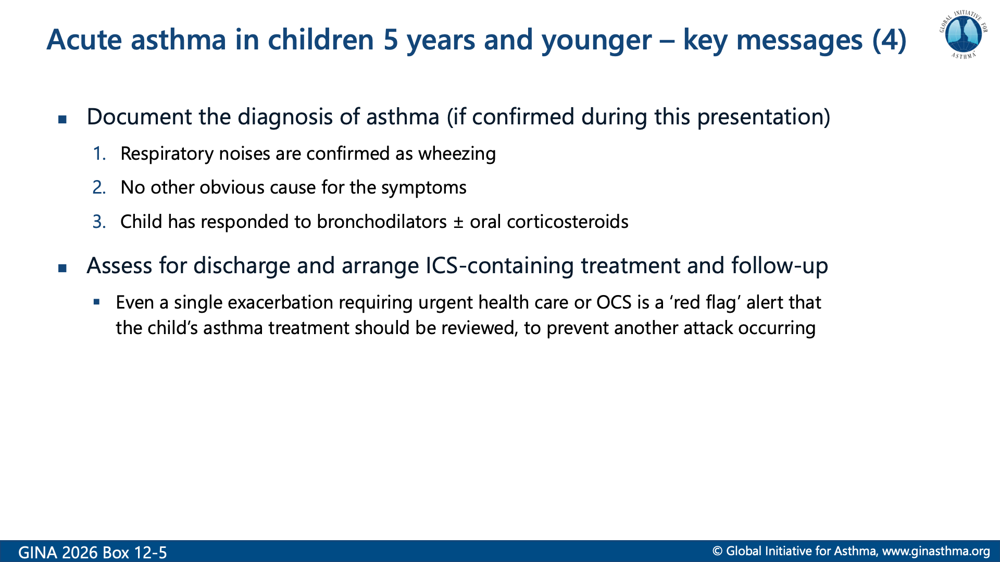 Acute asthma in children 5 years and younger – key messages (4)
GLOBAL INITIATIVE FOR
ASTHMA
▪ Document the diagnosis of asthma (if confirmed during this presentation)
1. Respiratory noises are confirmed as wheezing
2. No other obvious cause for the symptoms
3. Child has responded to bronchodilators ± oral corticosteroids
▪ Assess for discharge and arrange ICS-containing treatment and follow-up
▪ Even a single exacerbation requiring urgent health care or OCS is a ‘red flag’ alert that
the child’s asthma treatment should be reviewed, to prevent another attack occurring
GINA 2026 Box 12-5
© Global Initiative for Asthma, www.ginasthma.org